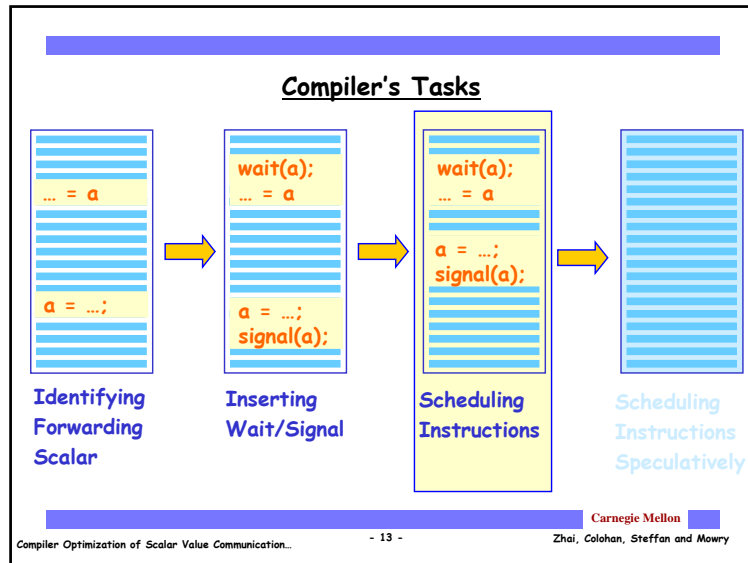 Compiler's Tasks
… = a
a = …;
Identifying
Forwarding
Scalar
wait(a);
… = a
a = …;
signal(a);
Inserting
Wait/Signal
wait(a);
… = a
a = …;
signal(a);
Scheduling
Instructions
Scheduling
Instructions
Speculatively
Carnegie Mellon
Compiler Optimization of Scalar Value Communication… - 13 - Zhai, Colohan, Steffan and Mowry